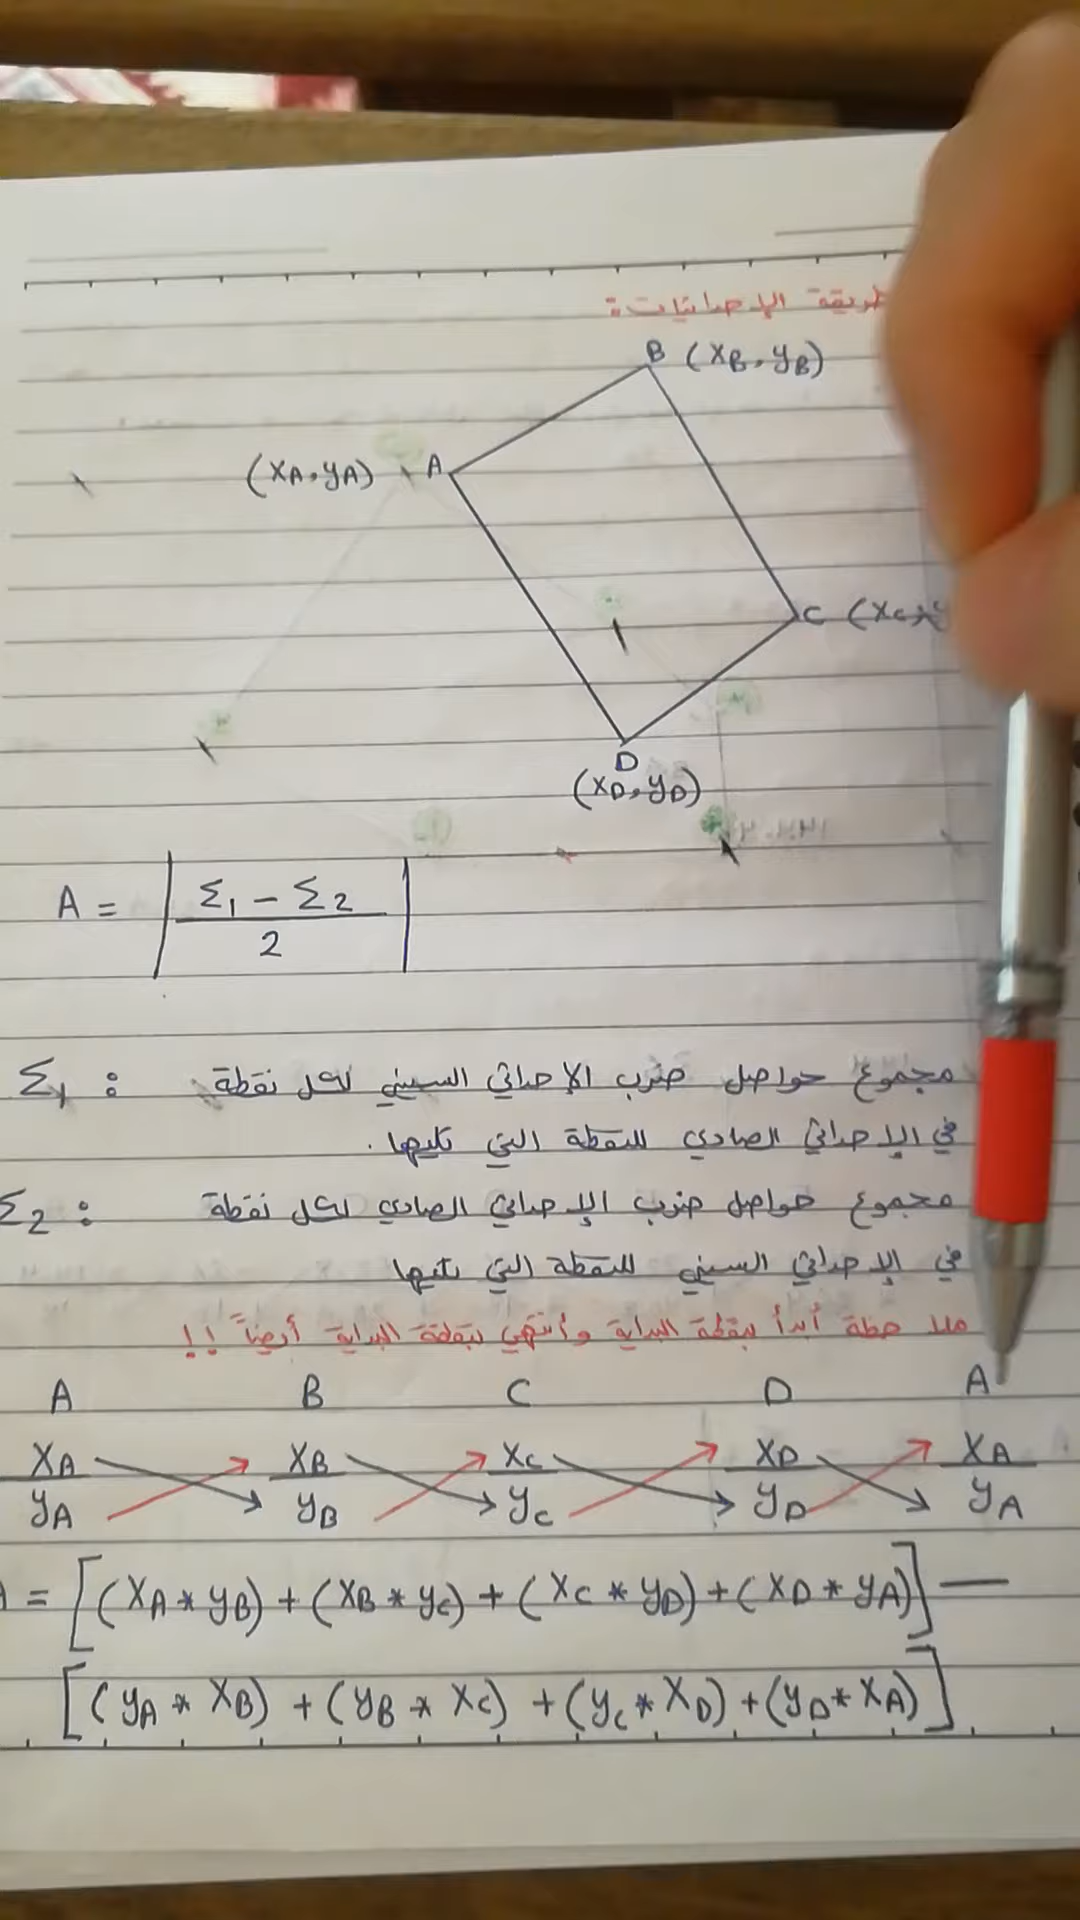 طريقة الإحداثيات:
B (XB, yB)
(XA, yA) A
C (Xc,
D
(XD, yD)
A = | Σ1 - Σ2 / 2 |
Σ1 : مجموع حواصل ضرب الإحداثي السيني لكل نقطة
في الإحداثي الصادي للنقطة التي تليها.
Σ2 : مجموع حواصل ضرب الإحداثي الصادي لكل نقطة
في الإحداثي السيني للنقطة التي تليها
ملاحظة أبدأ بنقطة البداية وأنتهي بنقطة البداية أيضاً !!
A B C D A
XA XB Xc XD XA
yA yB yc yD yA
= [(XA * yB) + (XB * yc) + (Xc * yD) + (XD * yA)] —
[(yA * XB) + (yB * Xc) + (yc * XD) + (yD * XA)]